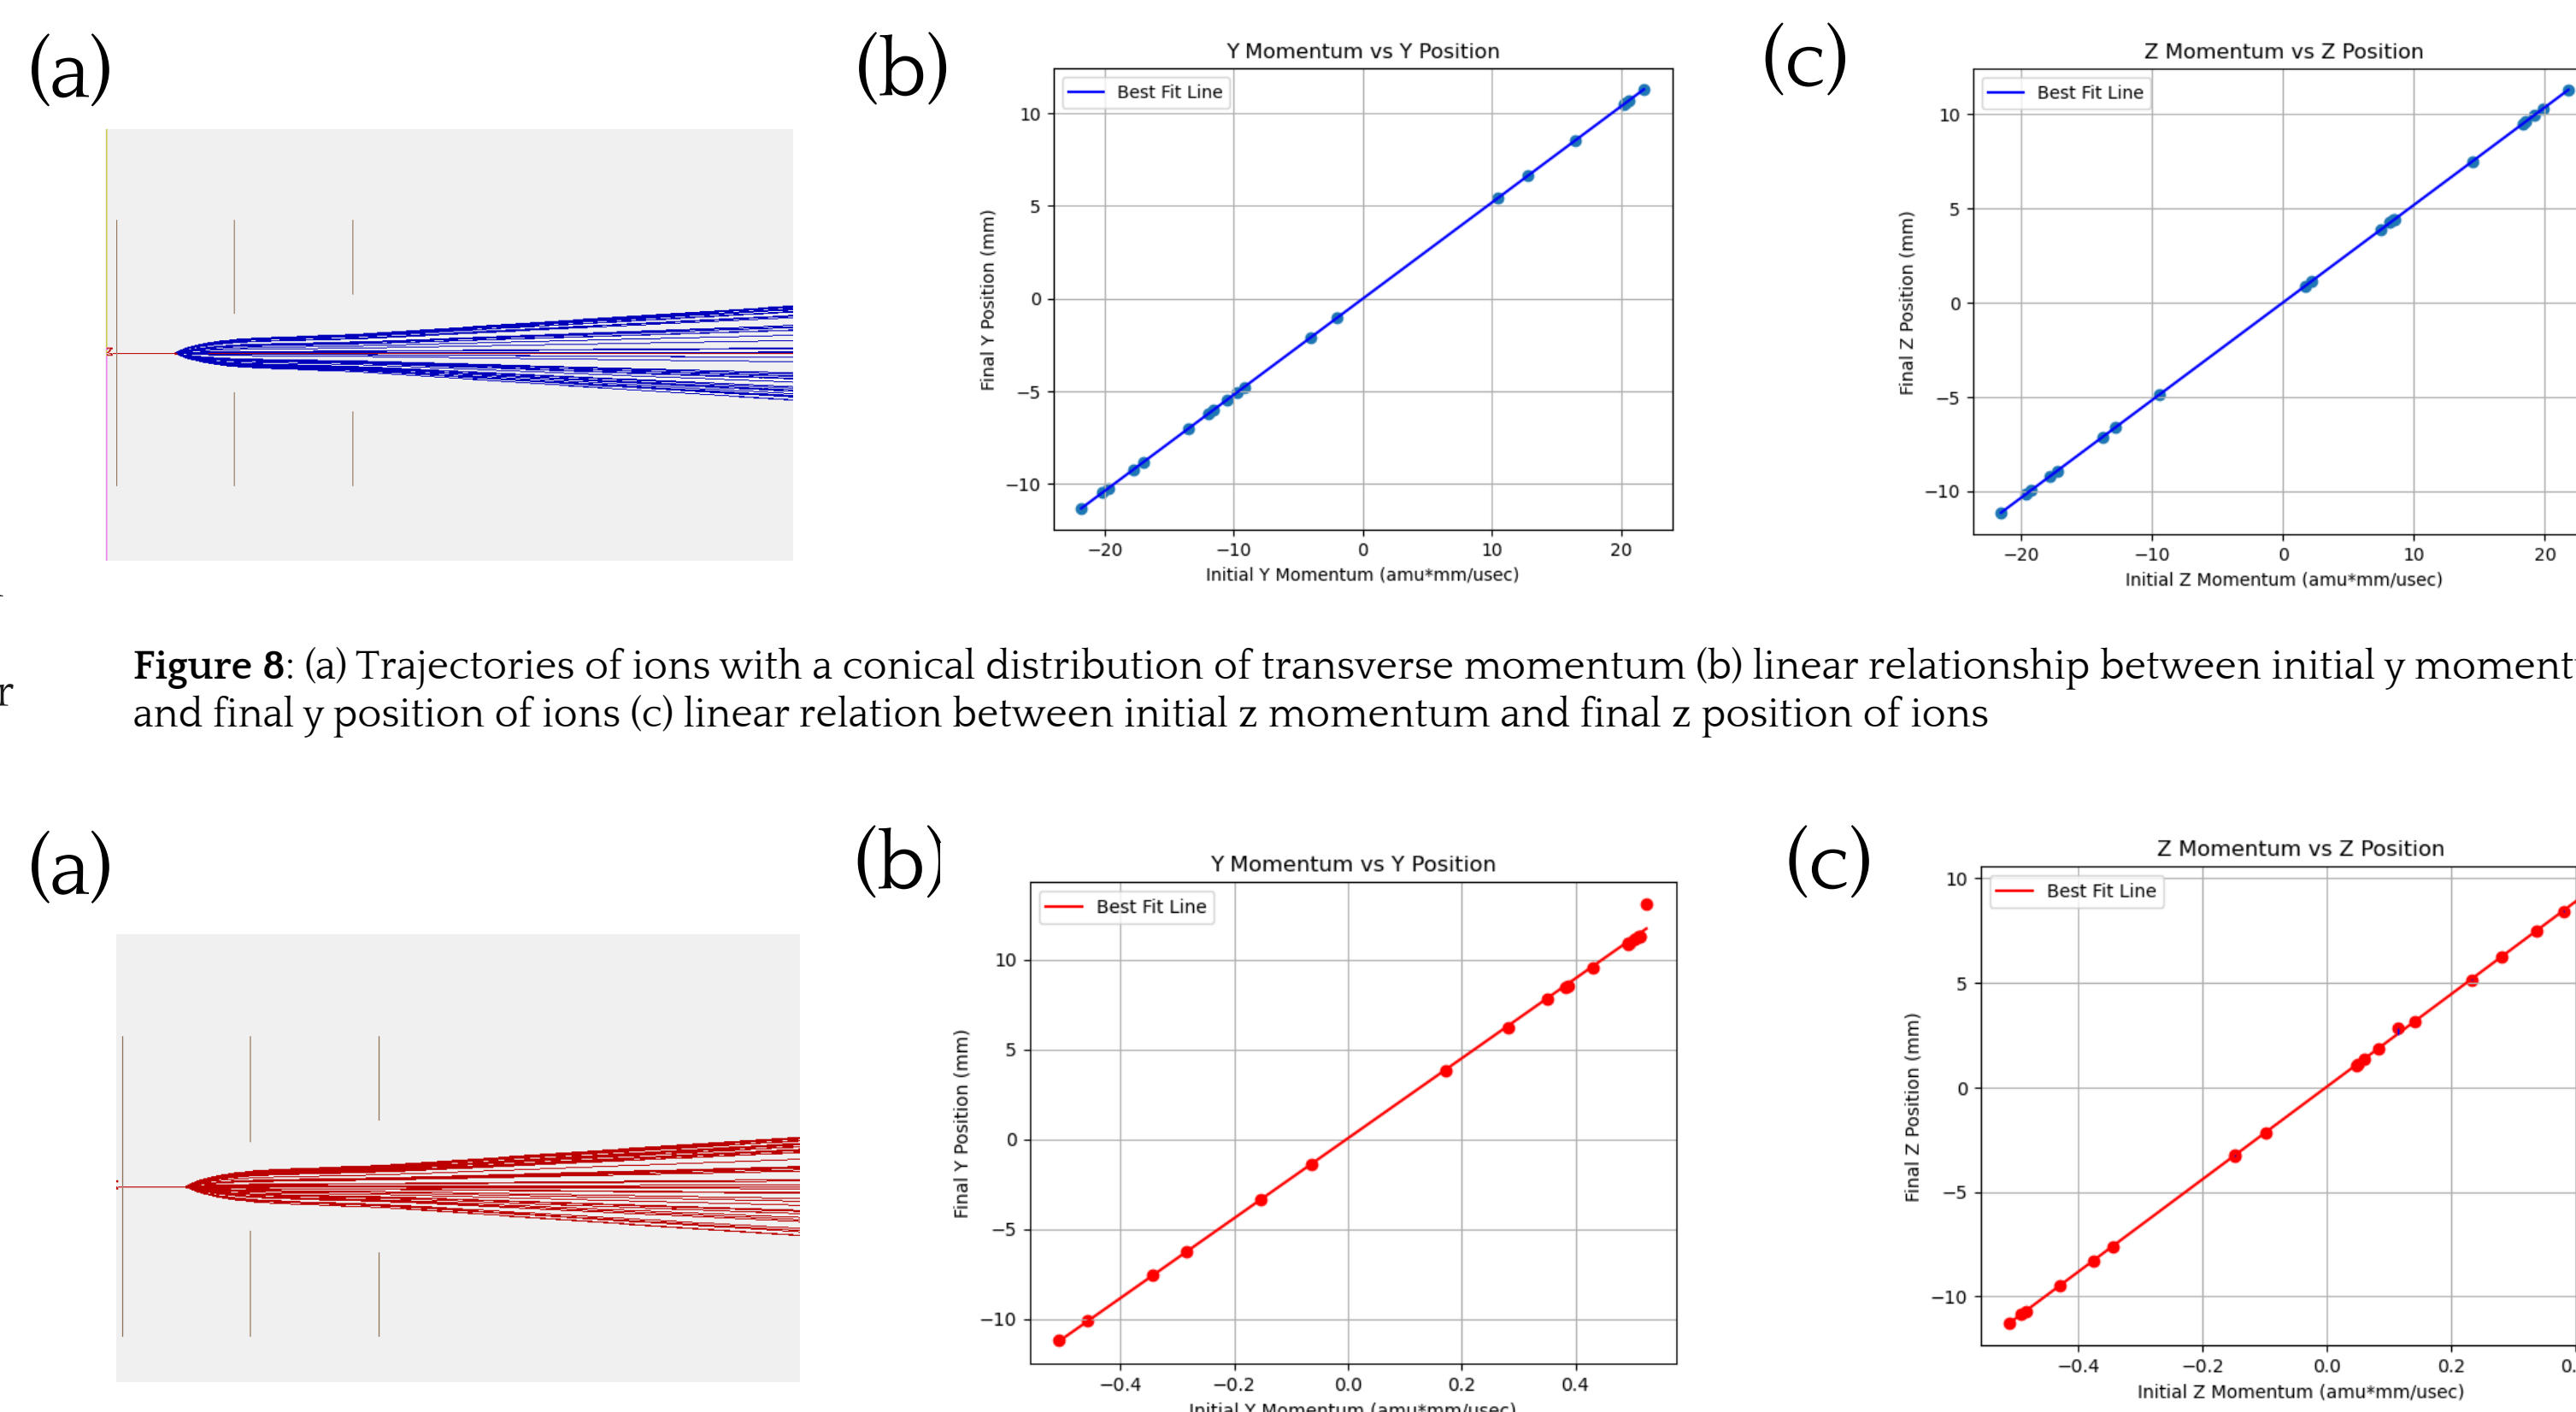 (a)
(b)
(c)
Y Momentum vs Y Position
Best Fit Line
10
5
0
−5
−10
Final Y Position (mm)
−20 −10 0 10 20
Initial Y Momentum (amu*mm/usec)
Z Momentum vs Z Position
Best Fit Line
10
5
0
−5
−10
Final Z Position (mm)
−20 −10 0 10 20
Initial Z Momentum (amu*mm/usec)
Z
r
Figure 8: (a) Trajectories of ions with a conical distribution of transverse momentum (b) linear relationship between initial y moment
and final y position of ions (c) linear relation between initial z momentum and final z position of ions
(a)
(b)
(c)
Y Momentum vs Y Position
Best Fit Line
10
5
0
−5
−10
Final Y Position (mm)
−0.4 −0.2 0.0 0.2 0.4
Initial Y Momentum (amu*mm/usec)
Z Momentum vs Z Position
Best Fit Line
10
5
0
−5
−10
Final Z Position (mm)
−0.4 −0.2 0.0 0.2 0.
Initial Z Momentum (amu*mm/usec)